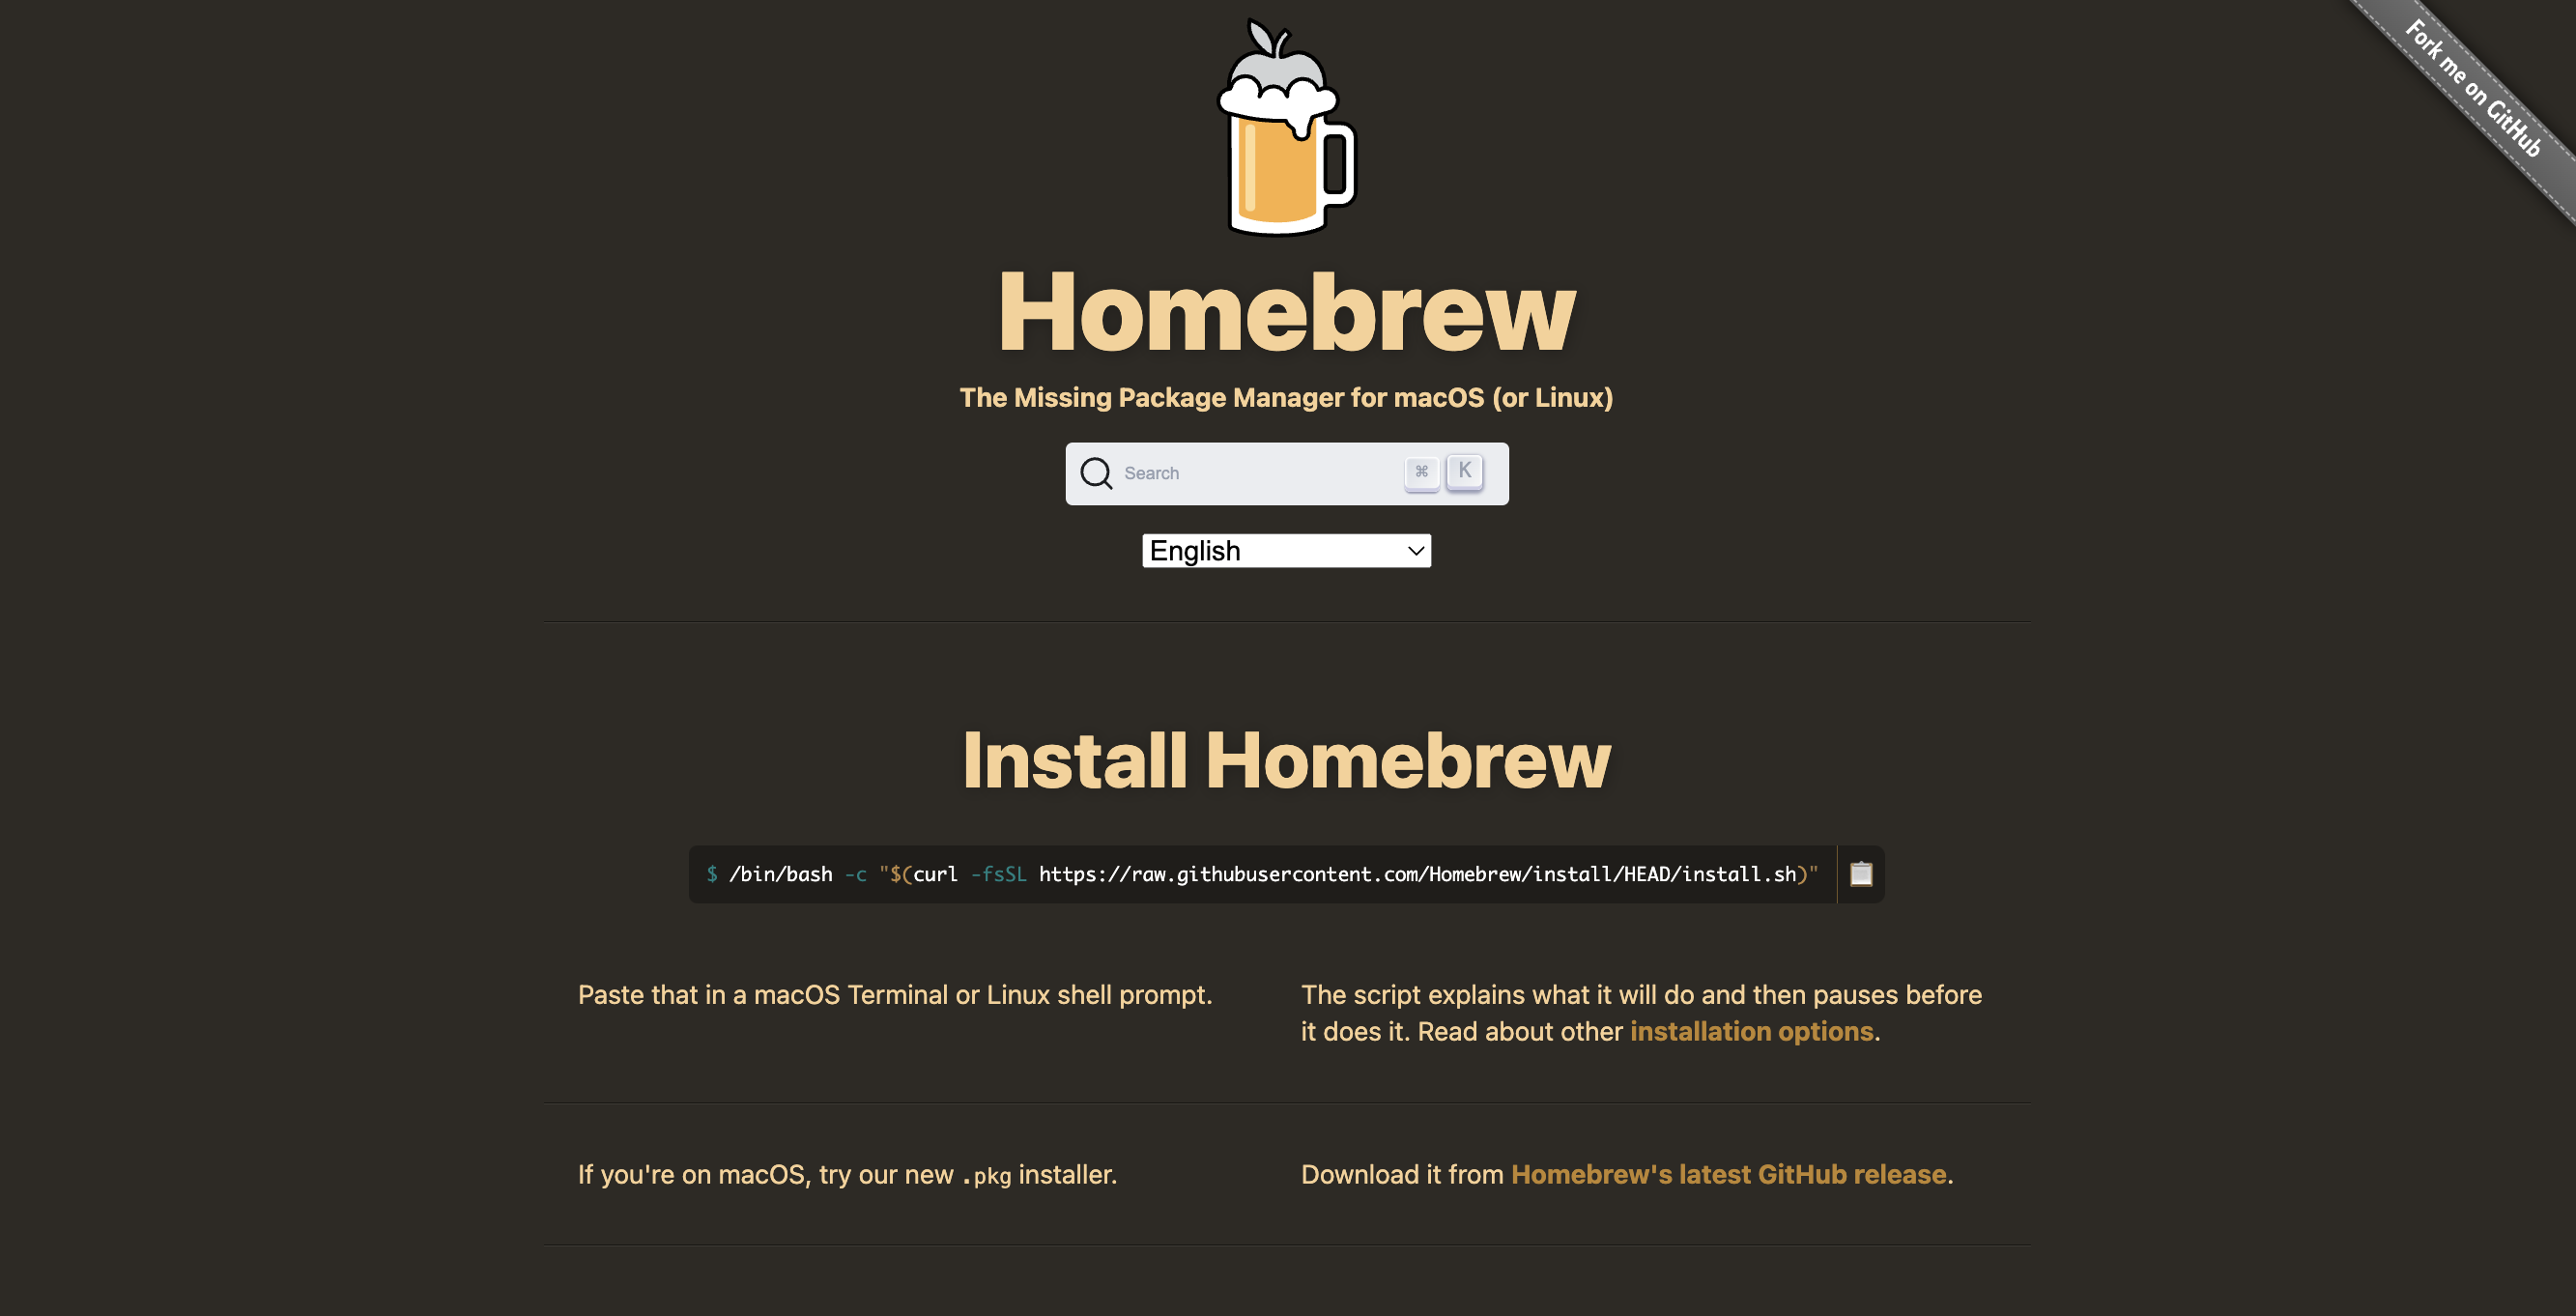 Fork me on GitHub
Homebrew
The Missing Package Manager for macOS (or Linux)
Search ⌘ K
English
Install Homebrew
$ /bin/bash -c "$(curl -fsSL https://raw.githubusercontent.com/Homebrew/install/HEAD/install.sh)"
Paste that in a macOS Terminal or Linux shell prompt.
The script explains what it will do and then pauses before
it does it. Read about other installation options.
If you're on macOS, try our new .pkg installer.
Download it from Homebrew's latest GitHub release.